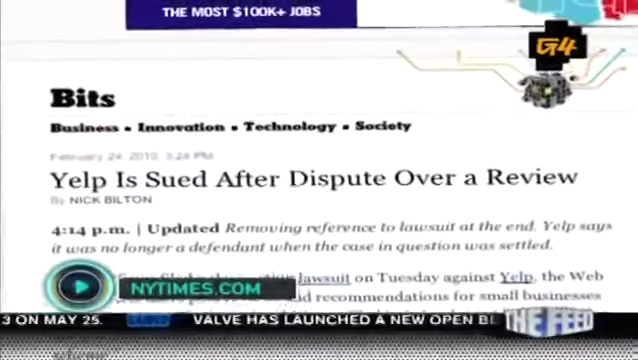 THE MOST $100K+ JOBS
G4
Bits
Business • Innovation • Technology • Society
February 24, 2010, 3:24 PM
Yelp Is Sued After Dispute Over a Review
By NICK BILTON
4:14 p.m. | Updated Removing reference to lawsuit at the end. Yelp says
it was no longer a defendant when the case in question was settled.
lawsuit on Tuesday against Yelp, the Web
NYTIMES.COM
recommendations for small businesses
3 ON MAY 25. GAMES VALVE HAS LAUNCHED A NEW OPEN
THE FEED
scheme